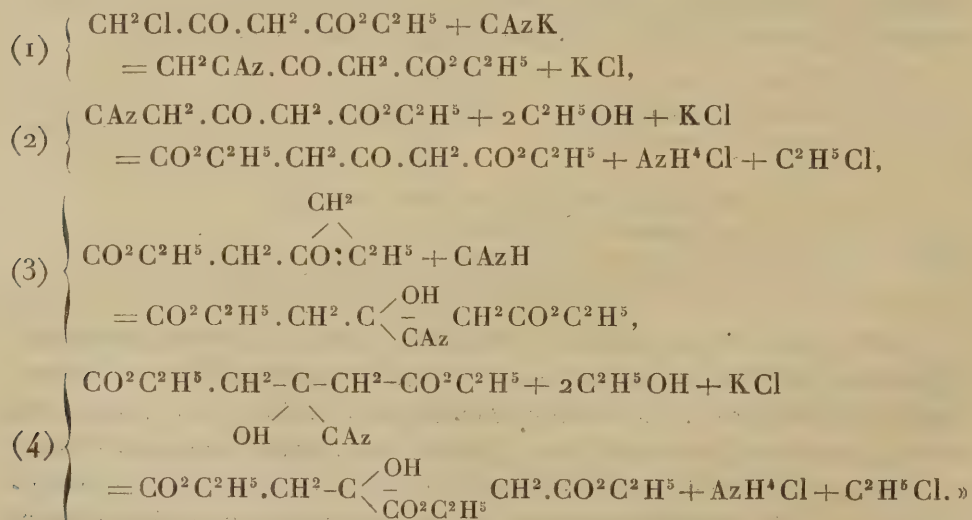 (1) CH²Cl.CO.CH².CO²C²H⁵ + CAzK
= CH²CAz.CO.CH².CO²C²H⁵ + KCl,
(2) CAzCH².CO.CH².CO²C²H⁵ + 2C²H⁵OH + KCl
= CO²C²H⁵.CH².CO.CH².CO²C²H⁵ + AzH⁴Cl + C²H⁵Cl,
CH²
(3) CO²C²H⁵.CH².CO:C²H⁵ + CAzH
OH
= CO²C²H⁵.CH².C – CH²CO²C²H⁵,
CAz
(4) CO²C²H⁵.CH²–C–CH²–CO²C²H⁵ + 2C²H⁵OH + KCl
OH CAz
OH
= CO²C²H⁵.CH²–C – CH².CO²C²H⁵ + AzH⁴Cl + C²H⁵Cl. »
CO²C²H⁵